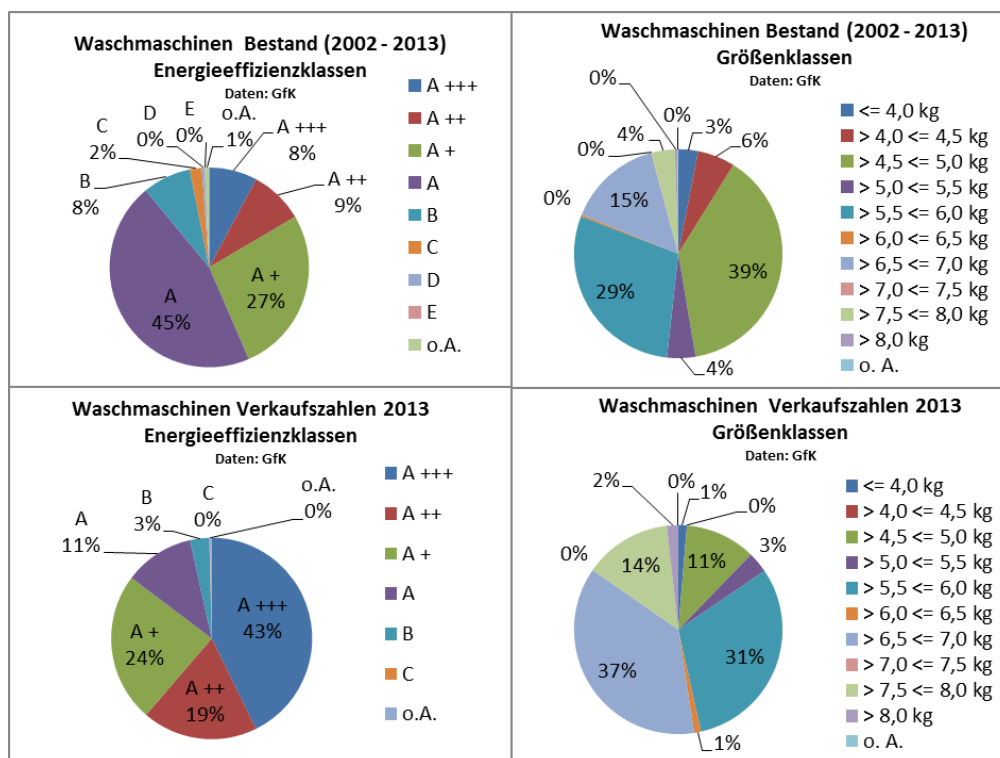 Waschmaschinen Bestand (2002 - 2013)
Energieeffizienzklassen
Daten: GfK
A +++
8%
A ++
9%
A +
27%
A
45%
B
8%
C
2%
D
0%
E
0%
o.A.
1%
A +++
A ++
A +
A
B
C
D
E
o.A.
Waschmaschinen Bestand (2002 - 2013)
Größenklassen
Daten: GfK
0%
0%
3%
6%
39%
4%
29%
0%
15%
0%
4%
<= 4,0 kg
> 4,0 <= 4,5 kg
> 4,5 <= 5,0 kg
> 5,0 <= 5,5 kg
> 5,5 <= 6,0 kg
> 6,0 <= 6,5 kg
> 6,5 <= 7,0 kg
> 7,0 <= 7,5 kg
> 7,5 <= 8,0 kg
> 8,0 kg
o. A.
Waschmaschinen Verkaufszahlen 2013
Energieeffizienzklassen
Daten: GfK
A +++
43%
A ++
19%
A +
24%
A
11%
B
3%
C
0%
o.A.
0%
A +++
A ++
A +
A
B
C
o.A.
Waschmaschinen Verkaufszahlen 2013
Größenklassen
Daten: GfK
2%
0%
1%
0%
11%
3%
31%
1%
37%
0%
14%
<= 4,0 kg
> 4,0 <= 4,5 kg
> 4,5 <= 5,0 kg
> 5,0 <= 5,5 kg
> 5,5 <= 6,0 kg
> 6,0 <= 6,5 kg
> 6,5 <= 7,0 kg
> 7,0 <= 7,5 kg
> 7,5 <= 8,0 kg
> 8,0 kg
o. A.